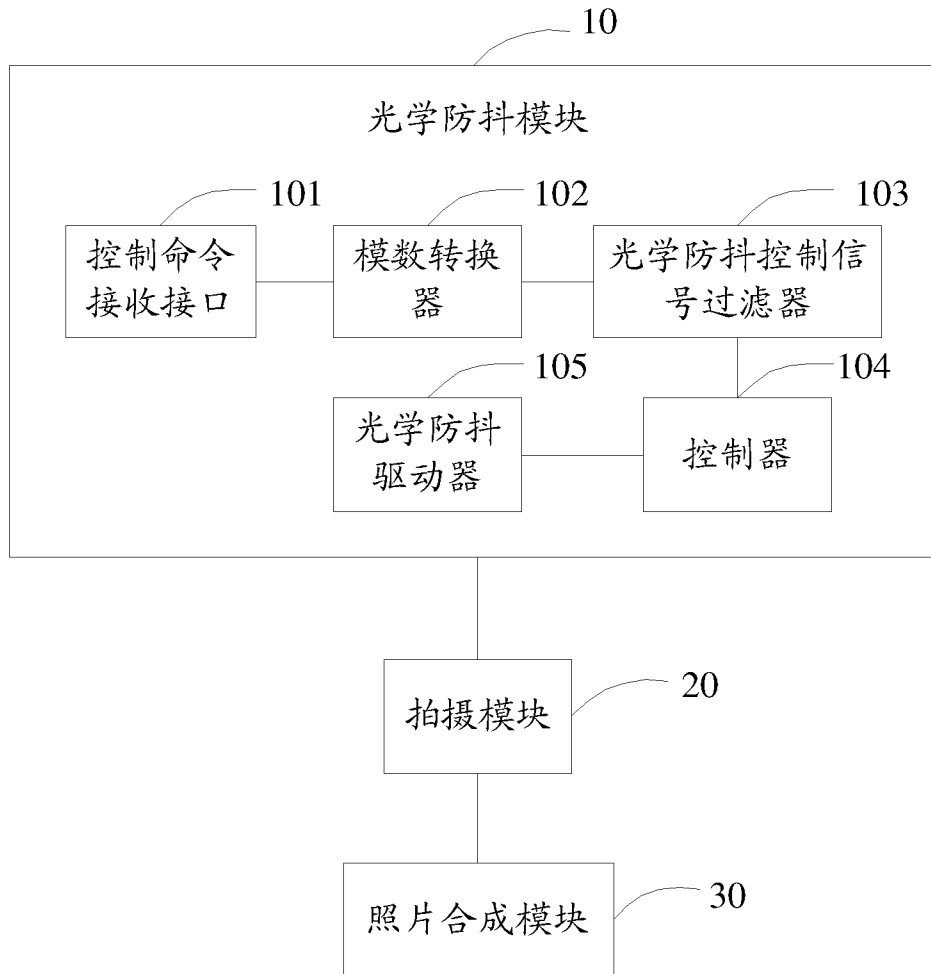 10
光学防抖模块
101
102
103
控制命令
接收接口
模数转换
器
光学防抖控制信
号过滤器
105
104
光学防抖
驱动器
控制器
20
拍摄模块
30
照片合成模块